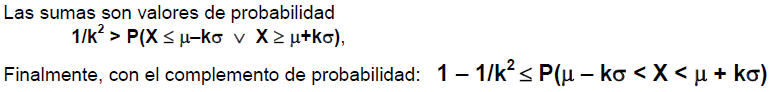 Las sumas son valores de probabilidad
1/k² > P(X ≤ μ–kσ ∨ X ≥ μ+kσ),
Finalmente, con el complemento de probabilidad: 1 – 1/k² ≤ P(μ – kσ < X < μ + kσ)